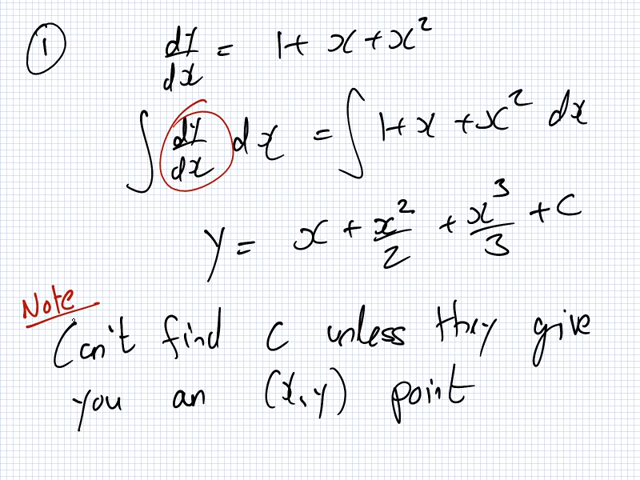 ① dy/dx = 1 + x + x²
∫ dy/dx dx = ∫ 1 + x + x² dx
y = x + x²/2 + x³/3 + C
Note
Can't find C unless they give
you an (x,y) point